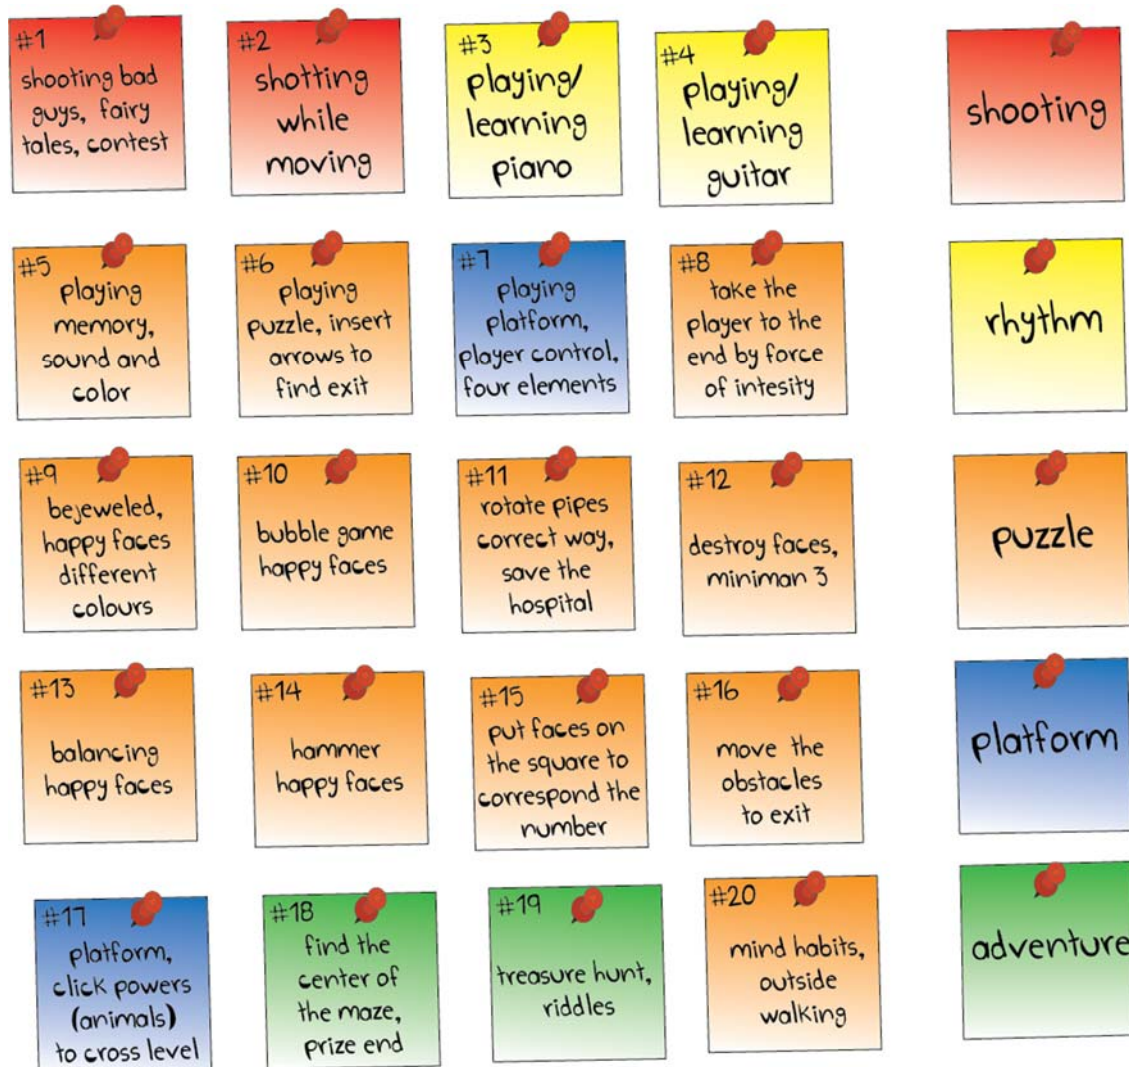 #1
shooting bad
guys, fairy
tales, contest
#2
shotting
while
moving
#3
playing/
learning
piano
#4
playing/
learning
guitar
shooting
#5
playing
memory,
sound and
color
#6
playing
puzzle, insert
arrows to
find exit
#7
playing
platform,
player control,
four elements
#8
take the
player to the
end by force
of intesity
rhythm
#9
bejeweled,
happy faces
different
colours
#10
bubble game
happy faces
#11
rotate pipes
correct way,
save the
hospital
#12
destroy faces,
miniman 3
puzzle
#13
balancing
happy faces
#14
hammer
happy faces
#15
put faces on
the square to
correspond the
number
#16
move the
obstacles
to exit
platform
#17
platform,
click powers
(animals)
to cross level
#18
find the
center of
the maze,
prize end
#19
treasure hunt,
riddles
#20
mind habits,
outside
walking
adventure